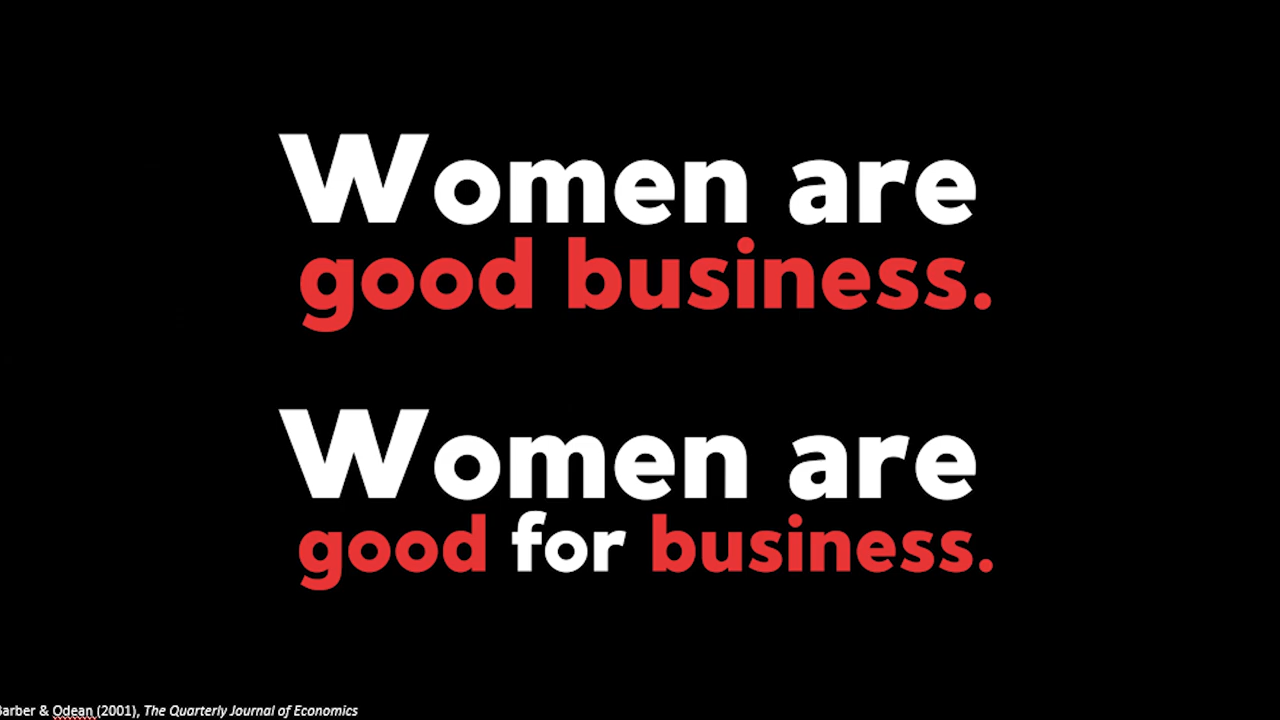 Women are
good business.
Women are
good for business.
Barber & Odean (2001), The Quarterly Journal of Economics